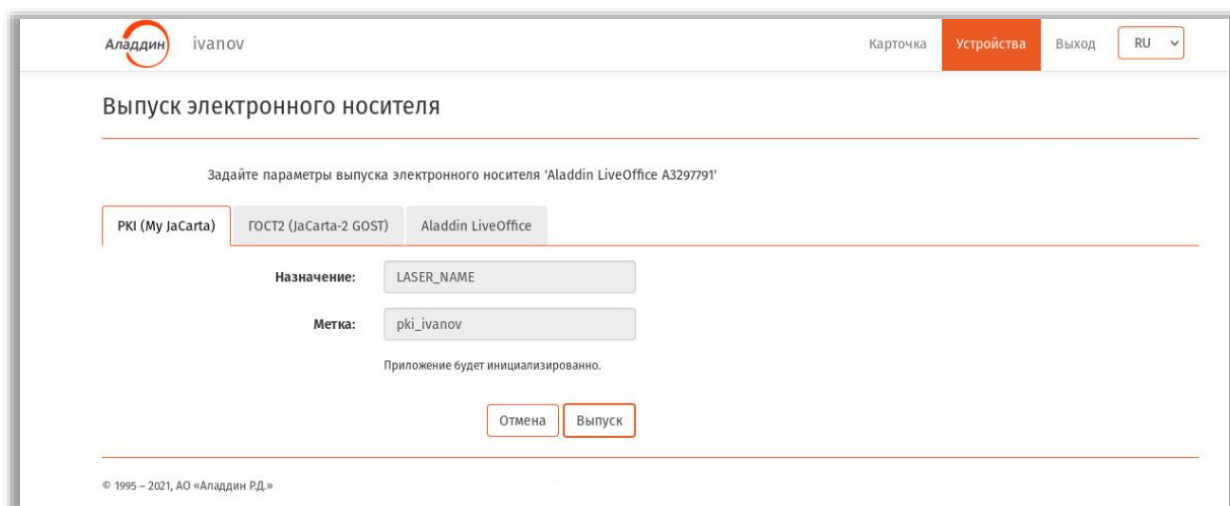 Аладдин ivanov Карточка Устройства Выход RU
Выпуск электронного носителя
Задайте параметры выпуска электронного носителя 'Aladdin LiveOffice A3297791'
PKI (My JaCarta) ГОСТ2 (JaCarta-2 GOST) Aladdin LiveOffice
Назначение: LASER_NAME
Метка: pki_ivanov
Приложение будет инициализированно.
Отмена Выпуск
© 1995 – 2021, АО «Аладдин Р.Д.»